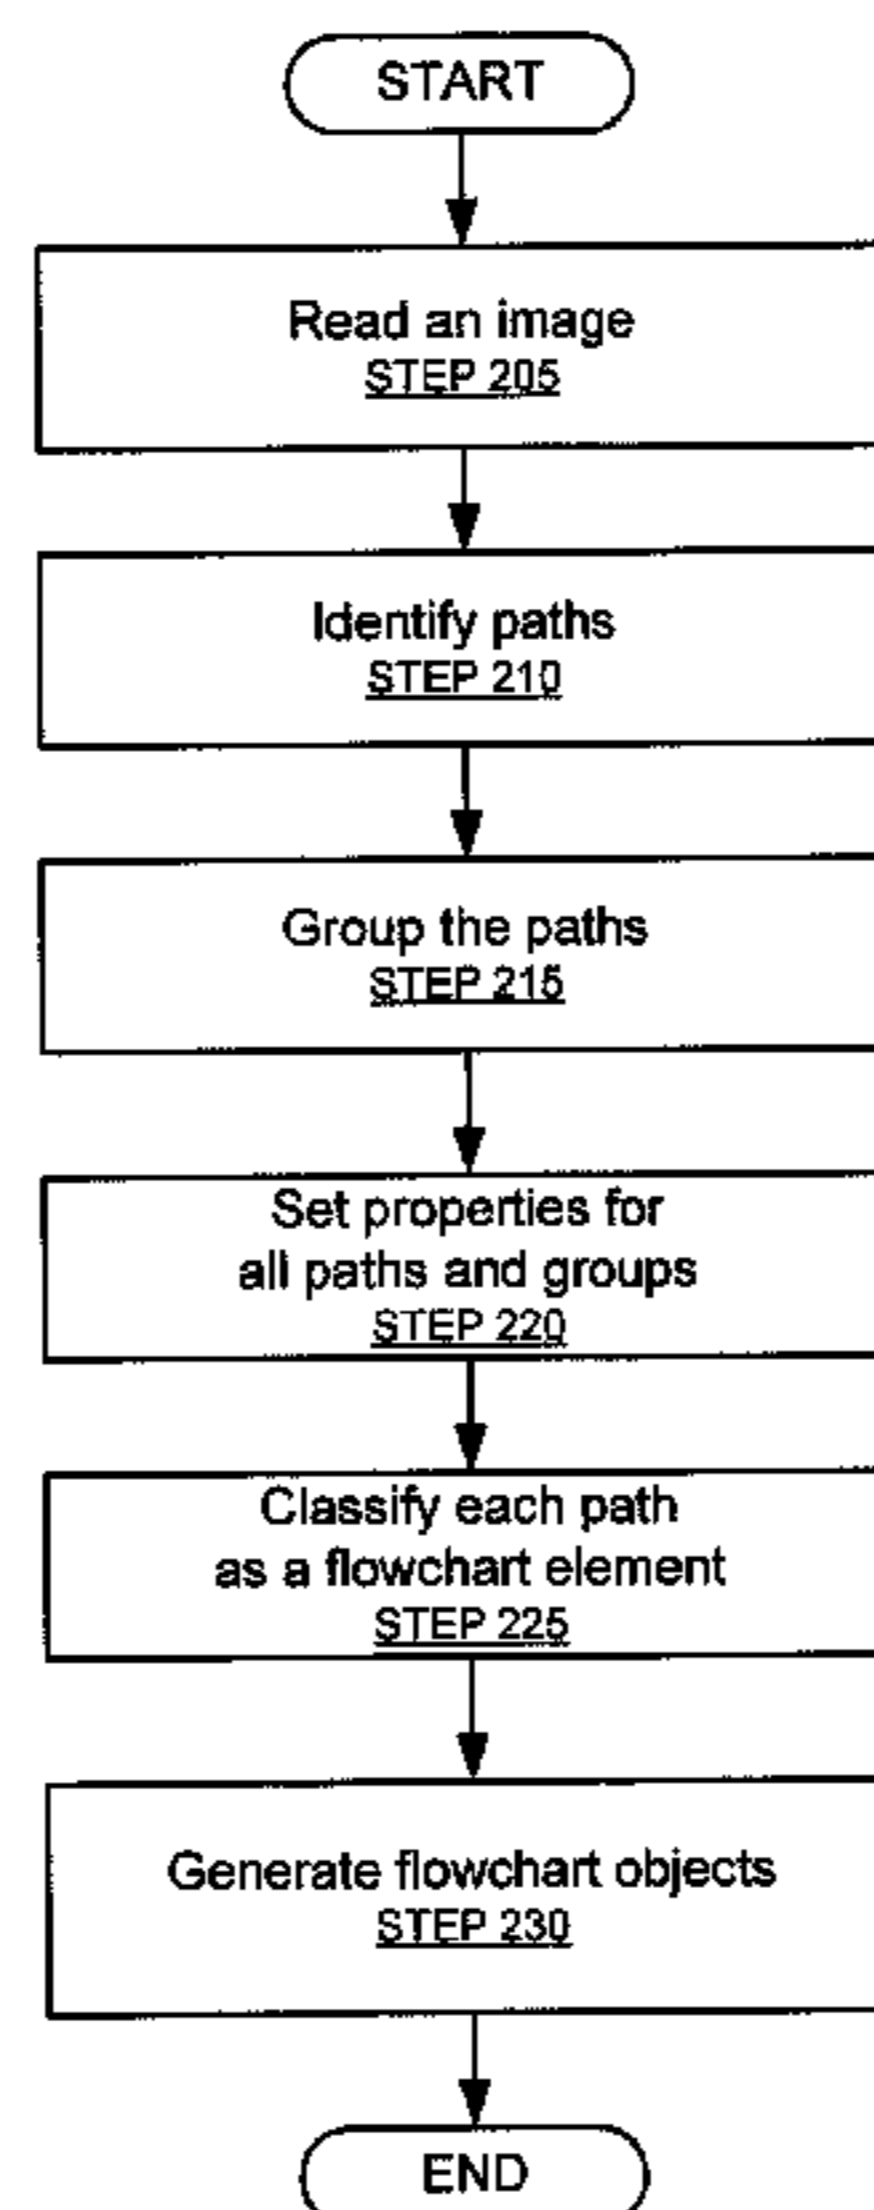 START
Read an image
STEP 205
Identify paths
STEP 210
Group the paths
STEP 215
Set properties for
all paths and groups
STEP 220
Classify each path
as a flowchart element
STEP 225
Generate flowchart objects
STEP 230
END